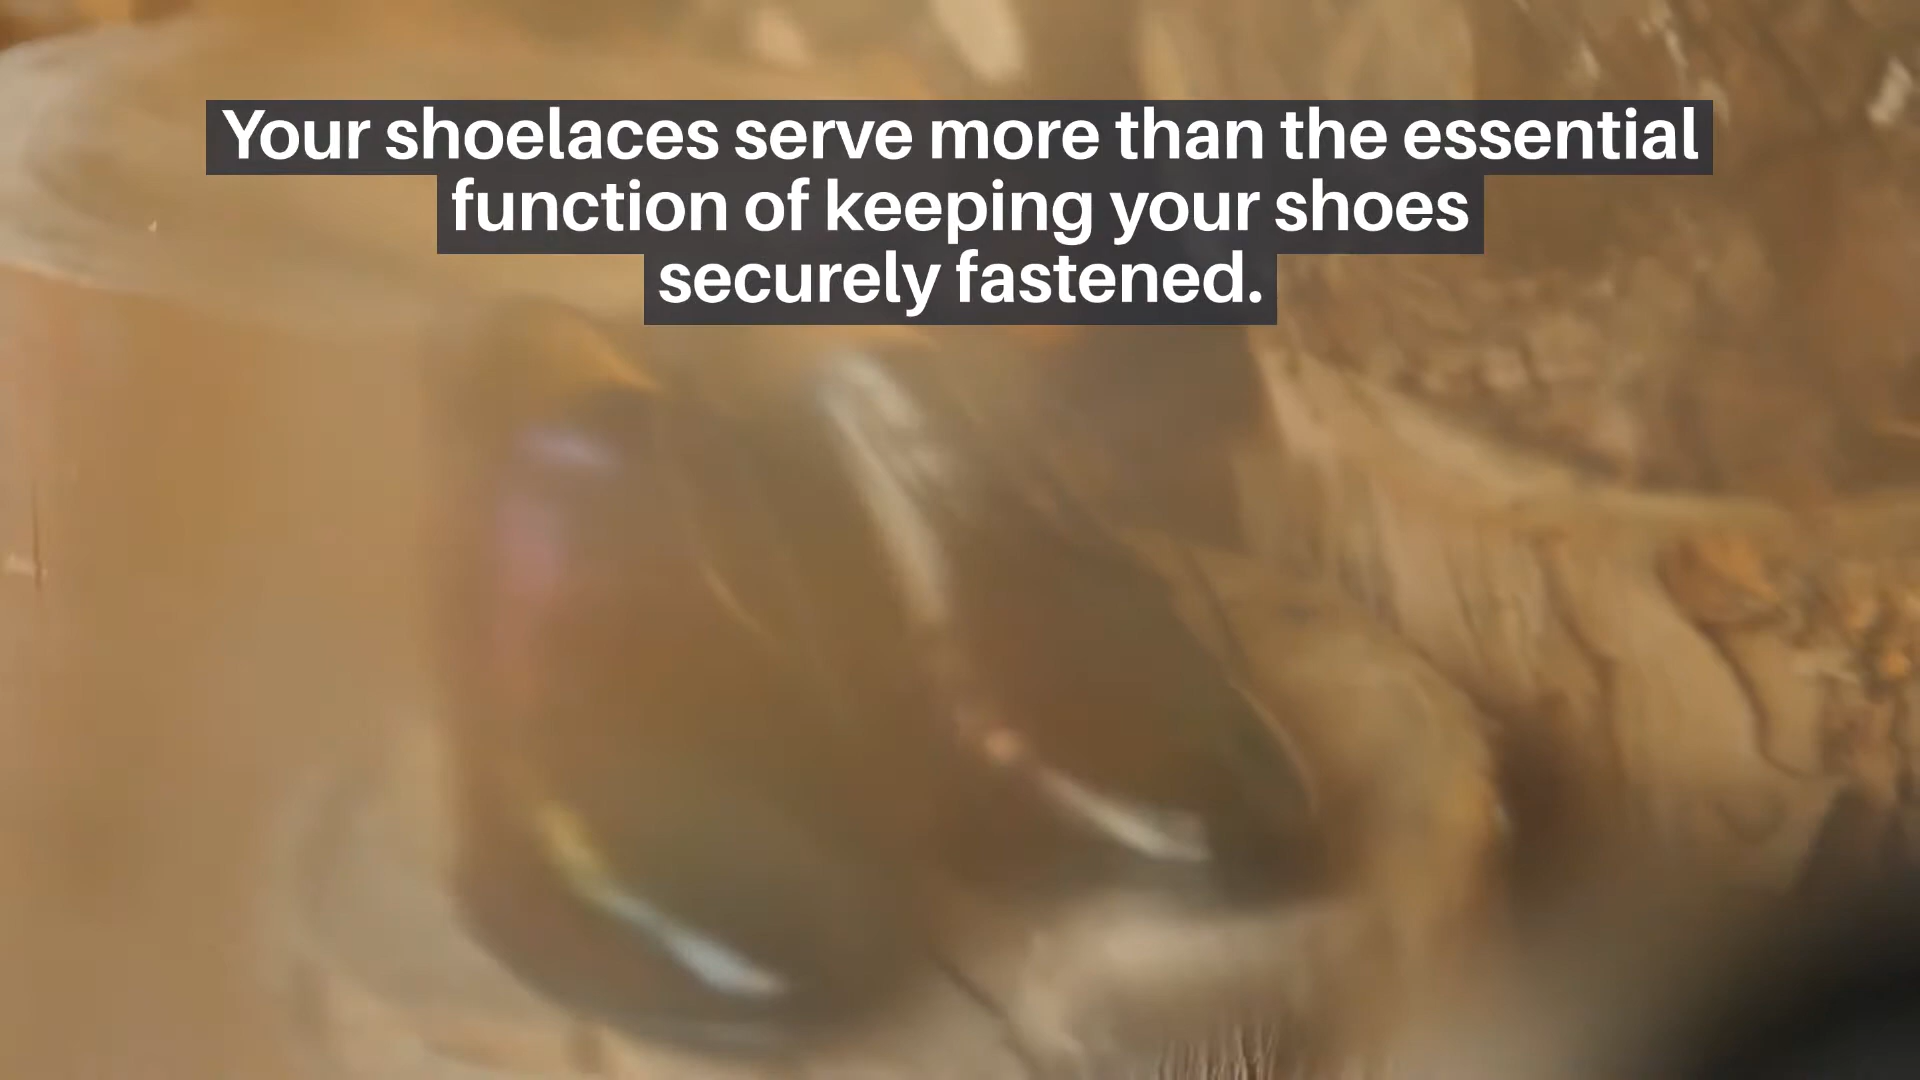 Your shoelaces serve more than the essential
function of keeping your shoes
securely fastened.